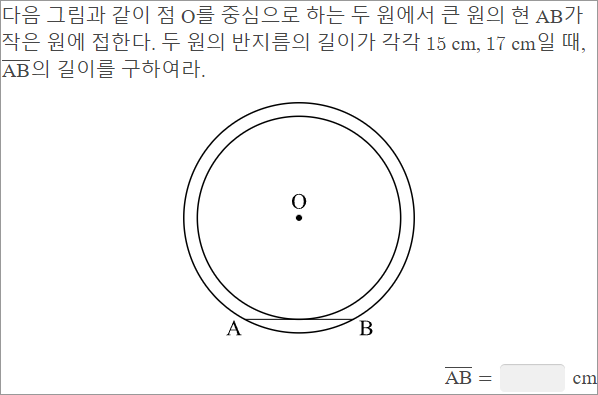 다음 그림과 같이 점 O를 중심으로 하는 두 원에서 큰 원의 현 AB가
작은 원에 접한다. 두 원의 반지름의 길이가 각각 15 cm, 17 cm일 때,
A̅B̅의 길이를 구하여라.
O
A B
A̅B̅ = cm